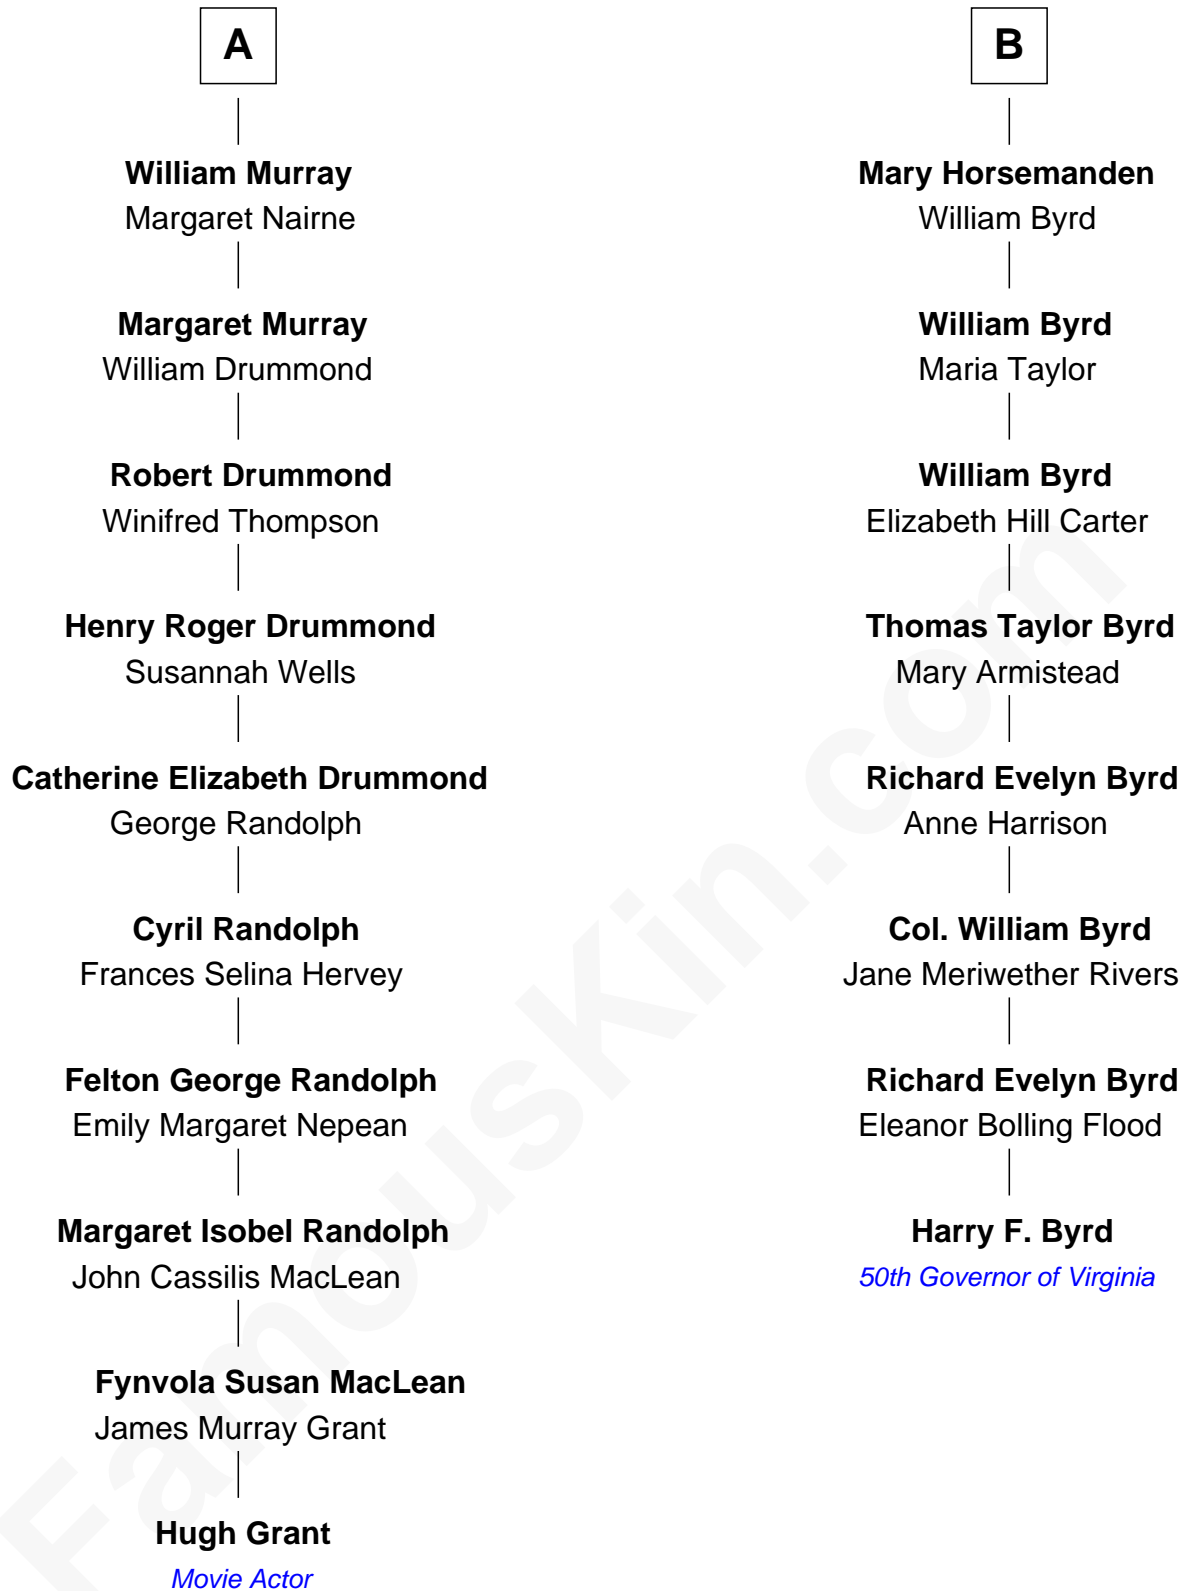 A
William Murray
Margaret Nairne
Margaret Murray
William Drummond
Robert Drummond
Winifred Thompson
Henry Roger Drummond
Susannah Wells
Catherine Elizabeth Drummond
George Randolph
Cyril Randolph
Frances Selina Hervey
Felton George Randolph
Emily Margaret Nepean
Margaret Isobel Randolph
John Cassilis MacLean
Fynvola Susan MacLean
James Murray Grant
Hugh Grant
Movie Actor
B
Mary Horsemanden
William Byrd
William Byrd
Maria Taylor
William Byrd
Elizabeth Hill Carter
Thomas Taylor Byrd
Mary Armistead
Richard Evelyn Byrd
Anne Harrison
Col. William Byrd
Jane Meriwether Rivers
Richard Evelyn Byrd
Eleanor Bolling Flood
Harry F. Byrd
50th Governor of Virginia
FamousKin.com